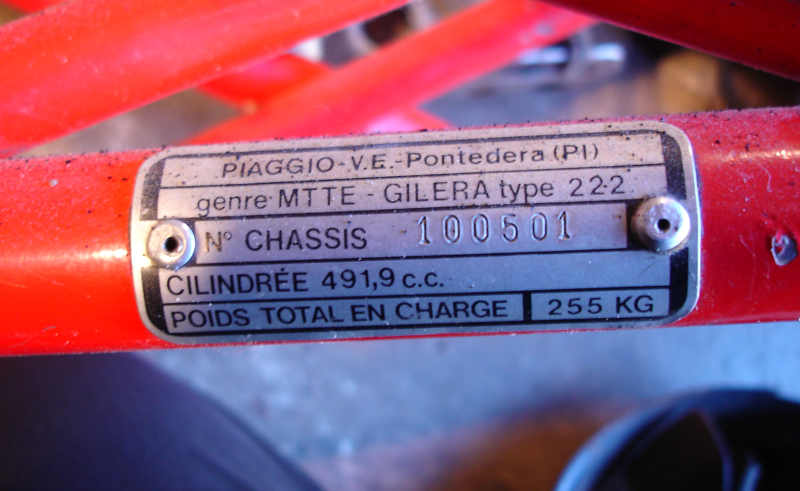 PIAGGIO-V.E.-Pontedera (PI)
genre MTTE - GILERA type 222
N° CHASSIS 100501
CILINDRÉE 491,9 c.c.
POIDS TOTAL EN CHARGE 255 KG